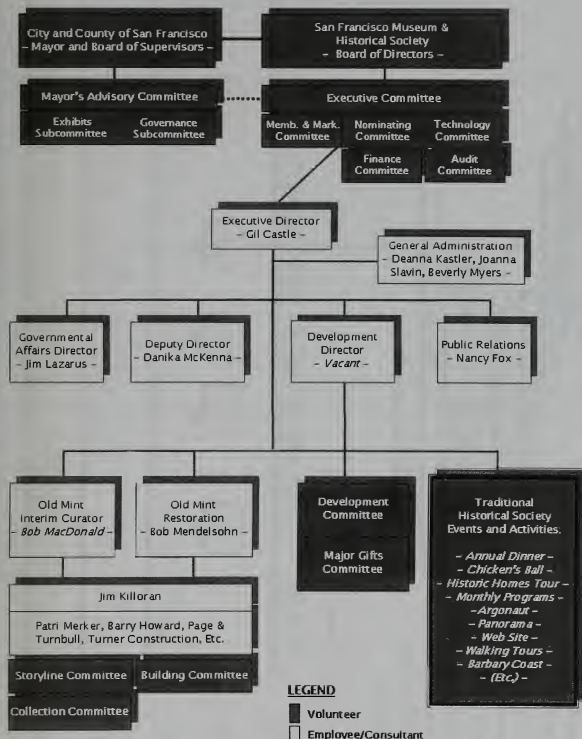 City and County of San Francisco
– Mayor and Board of Supervisors –
San Francisco Museum &
Historical Society
– Board of Directors –
Mayor's Advisory Committee
Exhibits
Subcommittee
Governance
Subcommittee
Executive Committee
Memb. & Mark.
Committee
Nominating
Committee
Technology
Committee
Finance
Committee
Audit
Committee
Executive Director
– Gil Castle –
General Administration
– Deanna Kastler, Joanna
Slavin, Beverly Myers –
Governmental
Affairs Director
– Jim Lazarus –
Deputy Director
– Danika McKenna –
Development
Director
– Vacant –
Public Relations
– Nancy Fox –
Old Mint
Interim Curator
– Bob MacDonald –
Old Mint
Restoration
– Bob Mendelsohn –
Development
Committee
Major Gifts
Committee
Traditional
Historical Society
Events and Activities.
– Annual Dinner –
– Chicken's Ball –
– Historic Homes Tour –
– Monthly Programs –
– Argonaut –
– Panorama –
– Web Site –
– Walking Tours –
– Barbary Coast –
– (Etc.) –
Jim Killoran
Patri Merker, Barry Howard, Page &
Turnbull, Turner Construction, Etc.
Storyline Committee
Building Committee
Collection Committee
LEGEND
Volunteer
Employee/Consultant